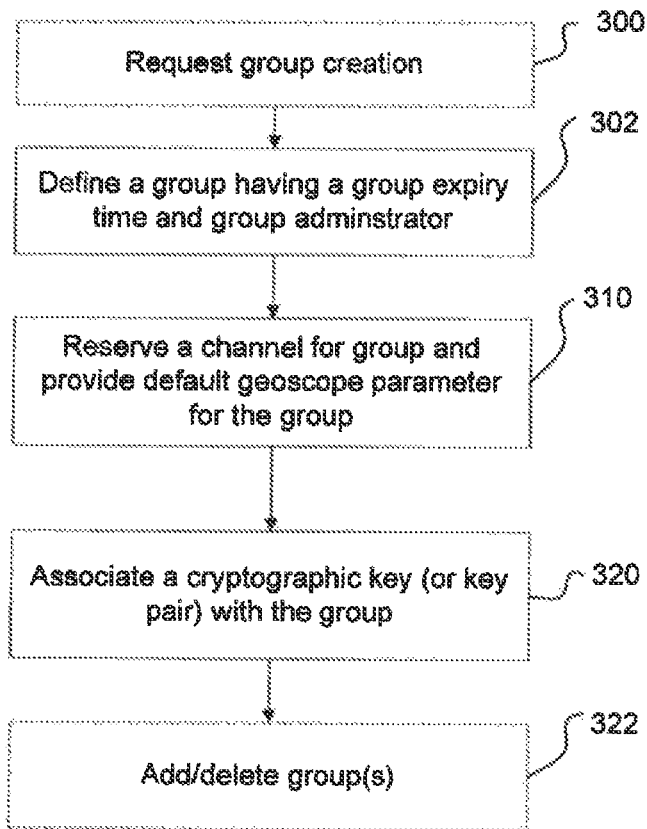 300
Request group creation
302
Define a group having a group expiry
time and group adminstrator
310
Reserve a channel for group and
provide default geoscope parameter
for the group
320
Associate a cryptographic key (or key
pair) with the group
322
Add/delete group(s)